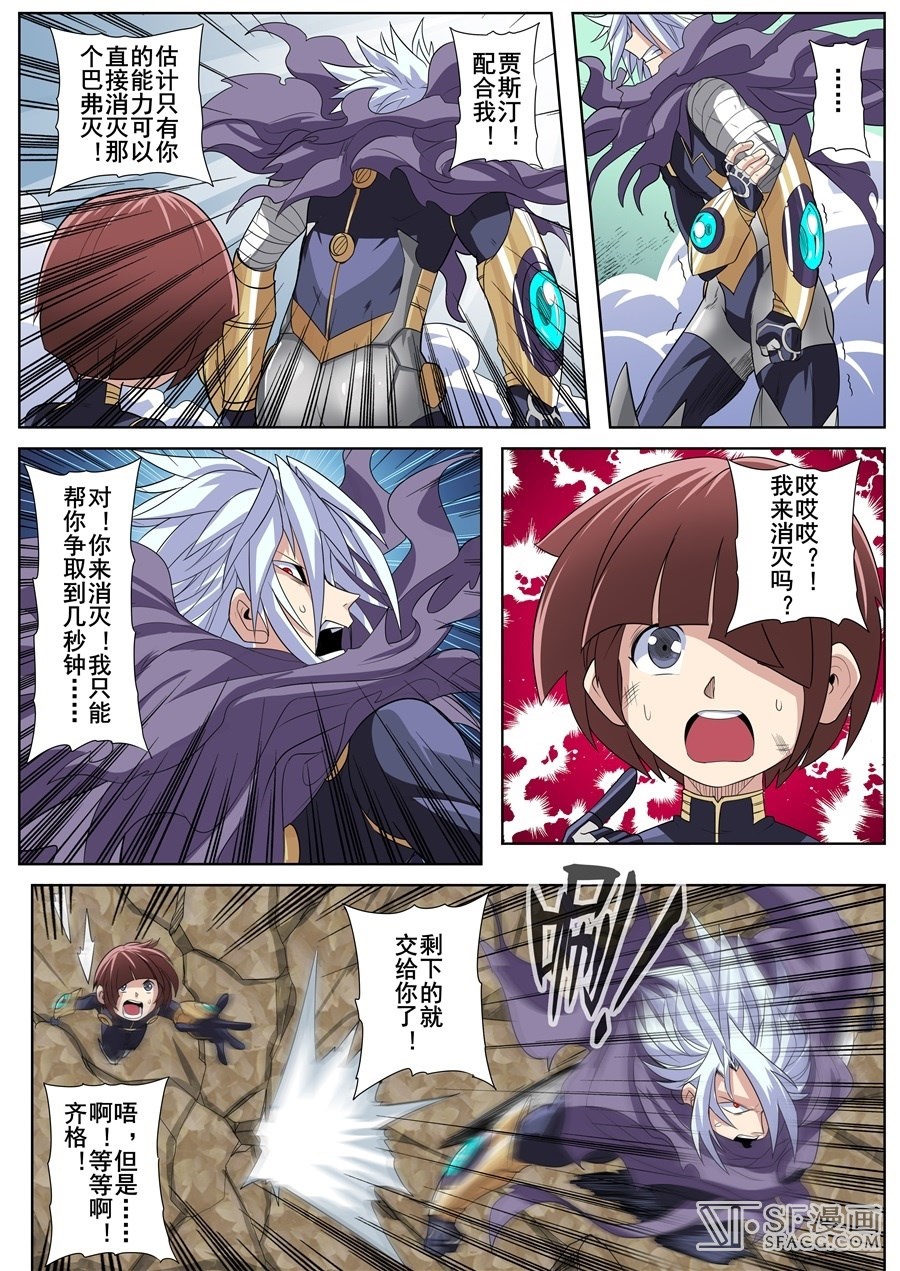 ……
贾斯汀！
配合我！
估计只有你
的能力可以
直接消灭那
个巴弗灭！
哎哎哎？！
我来消灭吗？
对！你来消灭！我只能
帮你争取到几秒钟……
唰！！
剩下的就
交给你了！
唔，但是……
啊！等等啊！
齐格！
SF漫画
SFACG.COM